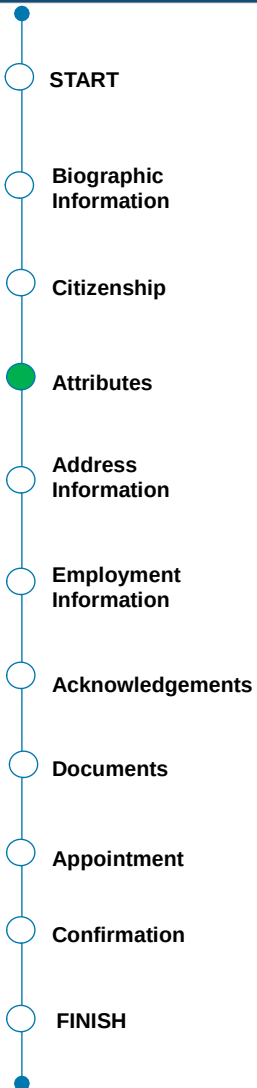 START
Biographic
Information
Citizenship
Attributes
Address
Information
Employment
Information
Acknowledgements
Documents
Appointment
Confirmation
FINISH